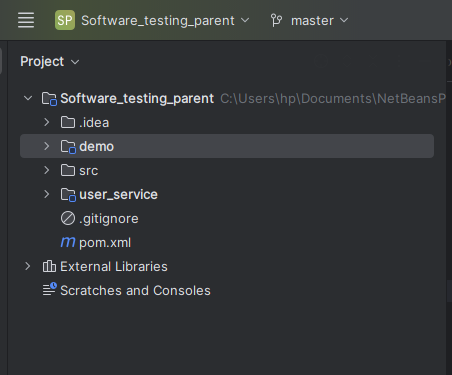 SP Software_testing_parent master
Project
Software_testing_parent C:\Users\hp\Documents\NetBeansP
.idea
demo
src
user_service
.gitignore
m pom.xml
External Libraries
Scratches and Consoles